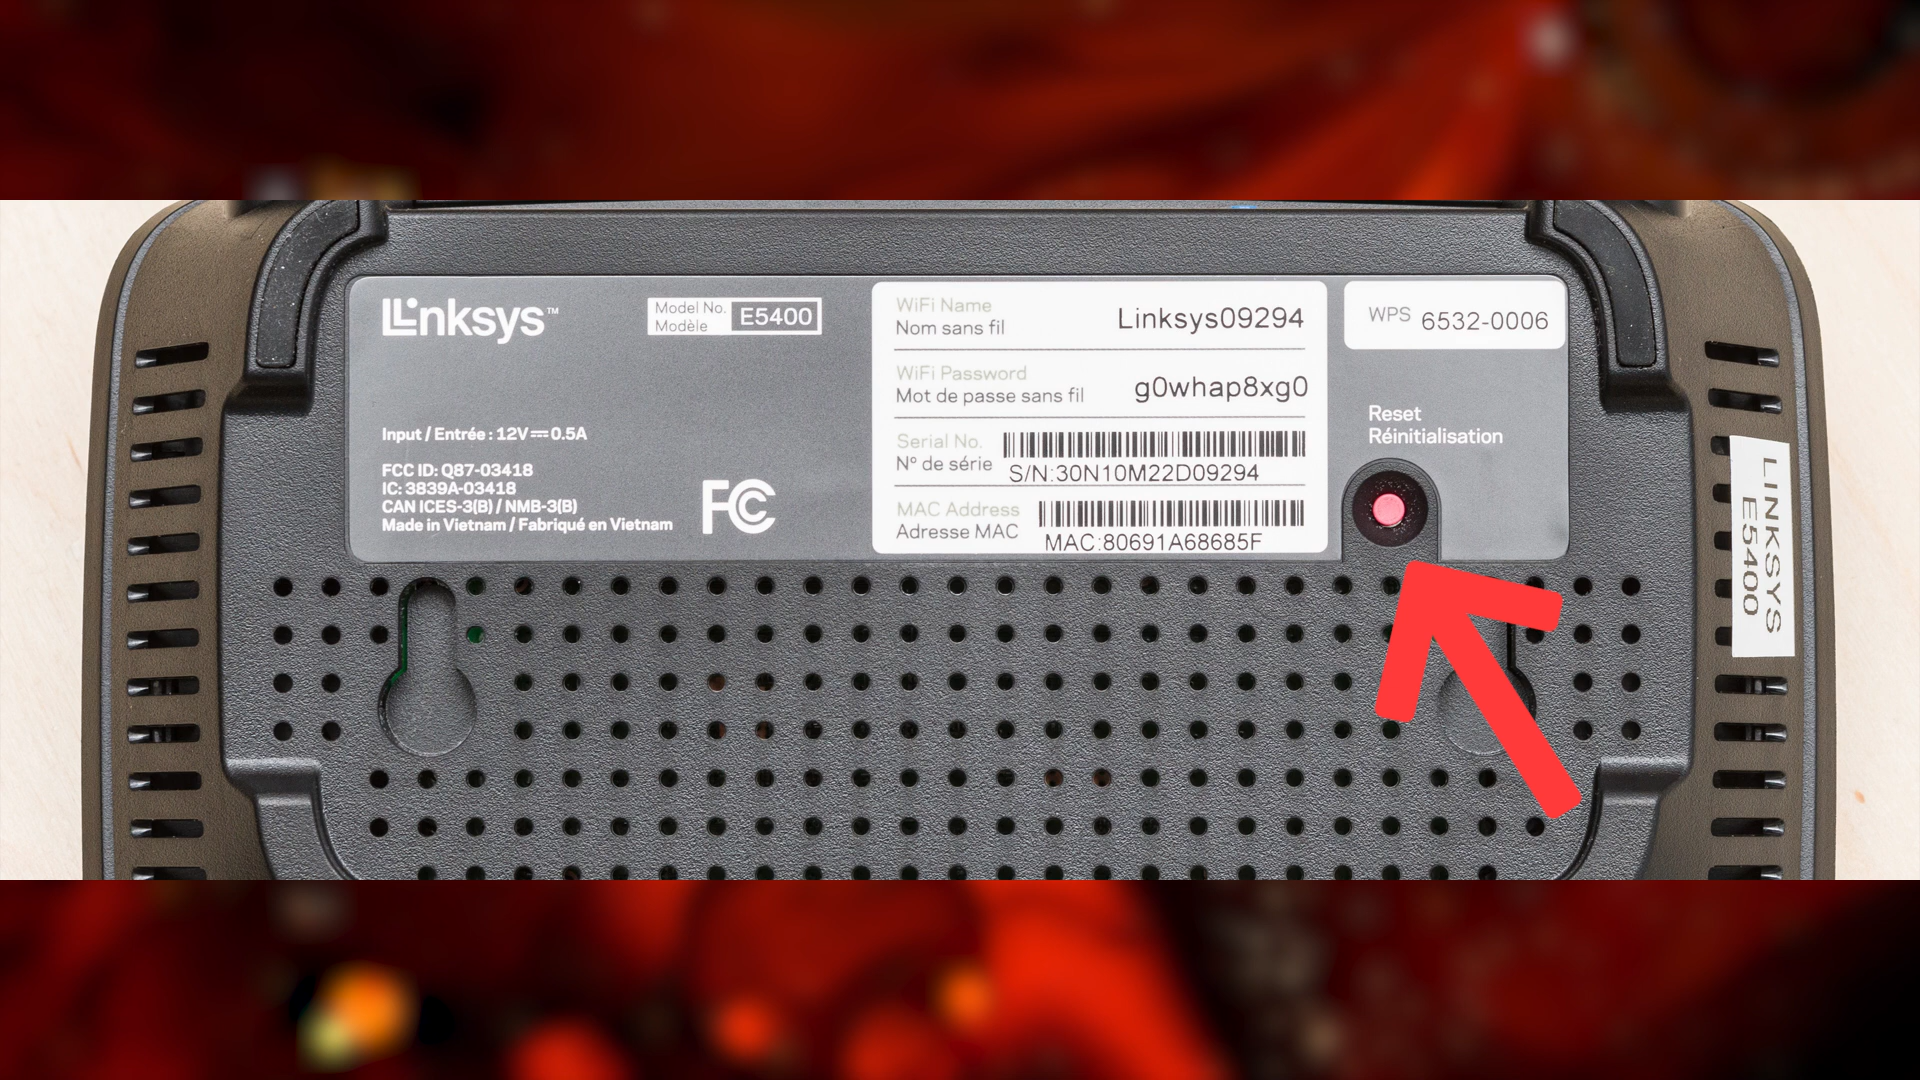 Linksys™
Model No.
Modèle
E5400
Input / Entrée : 12V⎓0.5A
FCC ID: Q87-03418
IC: 3839A-03418
CAN ICES-3(B) / NMB-3(B)
Made in Vietnam / Fabriqué en Vietnam
FC
WiFi Name
Nom sans fil
Linksys09294
WiFi Password
Mot de passe sans fil
g0whap8xg0
Serial No.
N° de série
S/N:30N10M22D09294
MAC Address
Adresse MAC
MAC:80691A68685F
WPS 6532-0006
Reset
Réinitialisation
LINKSYS
E5400